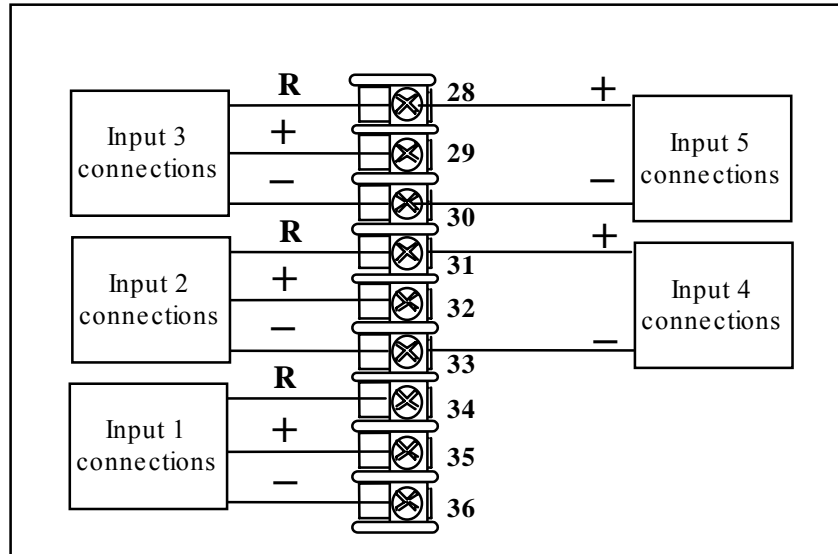 R
+
−
Input 3
connections
R
+
−
Input 2
connections
R
+
−
Input 1
connections
28
29
30
31
32
33
34
35
36
+
−
Input 5
connections
+
−
Input 4
connections